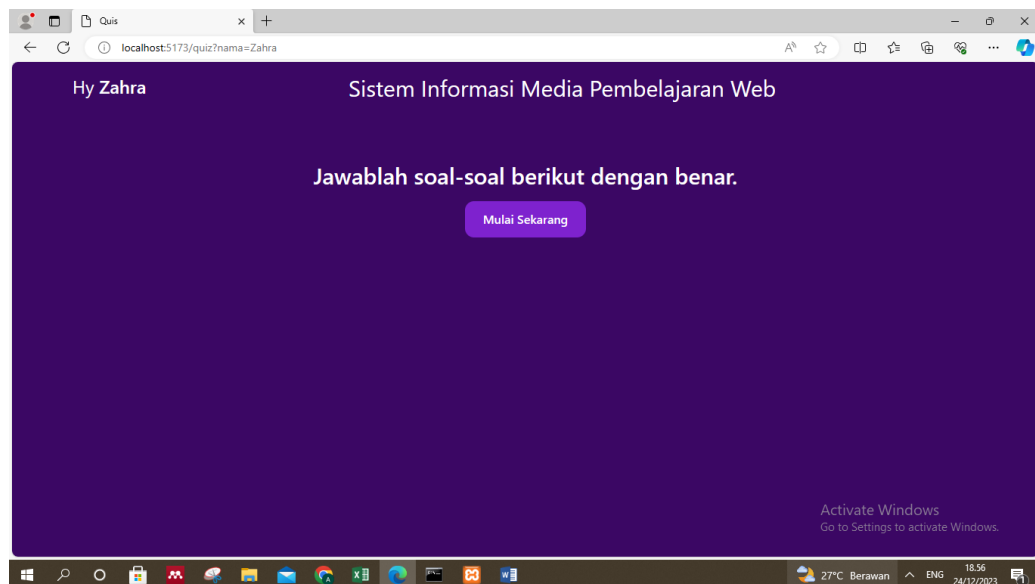 Quis
localhost:5173/quiz?nama=Zahra
Hy Zahra
Sistem Informasi Media Pembelajaran Web
Jawablah soal-soal berikut dengan benar.
Mulai Sekarang
Activate Windows
Go to Settings to activate Windows.
27°C Berawan
ENG
18.56
24/12/2023